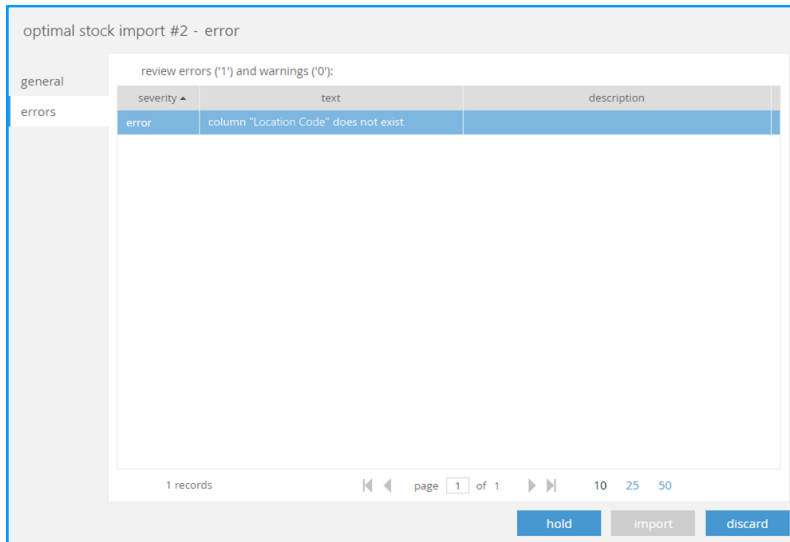 optimal stock import #2 - error
general
errors
review errors ('1') and warnings ('0'):
severity text description
error column "Location Code" does not exist
1 records page 1 of 1 10 25 50
hold import discard